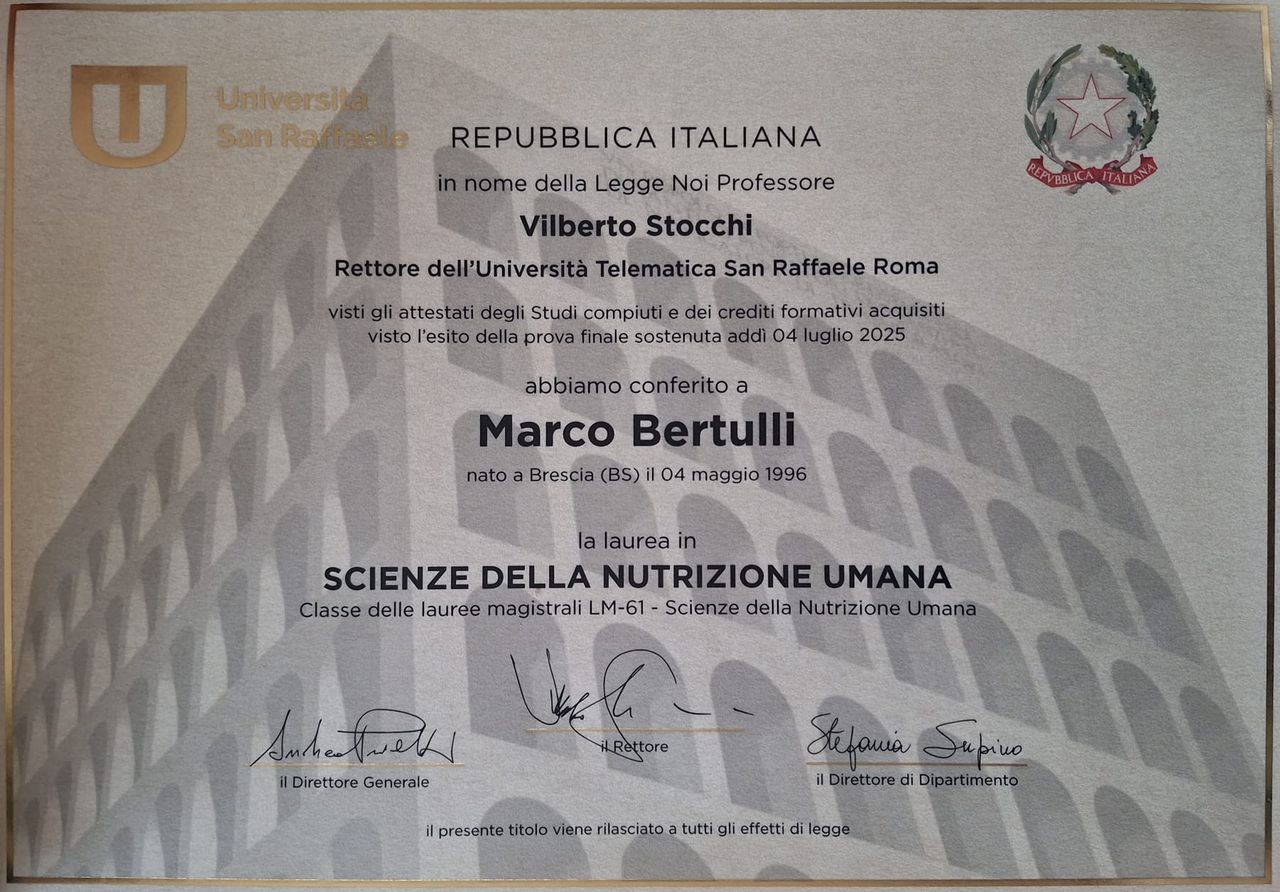 Università
San Raffaele
REPUBBLICA ITALIANA
REPVBBLICA ITALIANA
in nome della Legge Noi Professore
Vilberto Stocchi
Rettore dell'Università Telematica San Raffaele Roma
visti gli attestati degli Studi compiuti e dei crediti formativi acquisiti
visto l'esito della prova finale sostenuta addì 04 luglio 2025
abbiamo conferito a
Marco Bertulli
nato a Brescia (BS) il 04 maggio 1996
la laurea in
SCIENZE DELLA NUTRIZIONE UMANA
Classe delle lauree magistrali LM-61 - Scienze della Nutrizione Umana
il Rettore
Stefania Supino
il Direttore Generale
il Direttore di Dipartimento
il presente titolo viene rilasciato a tutti gli effetti di legge